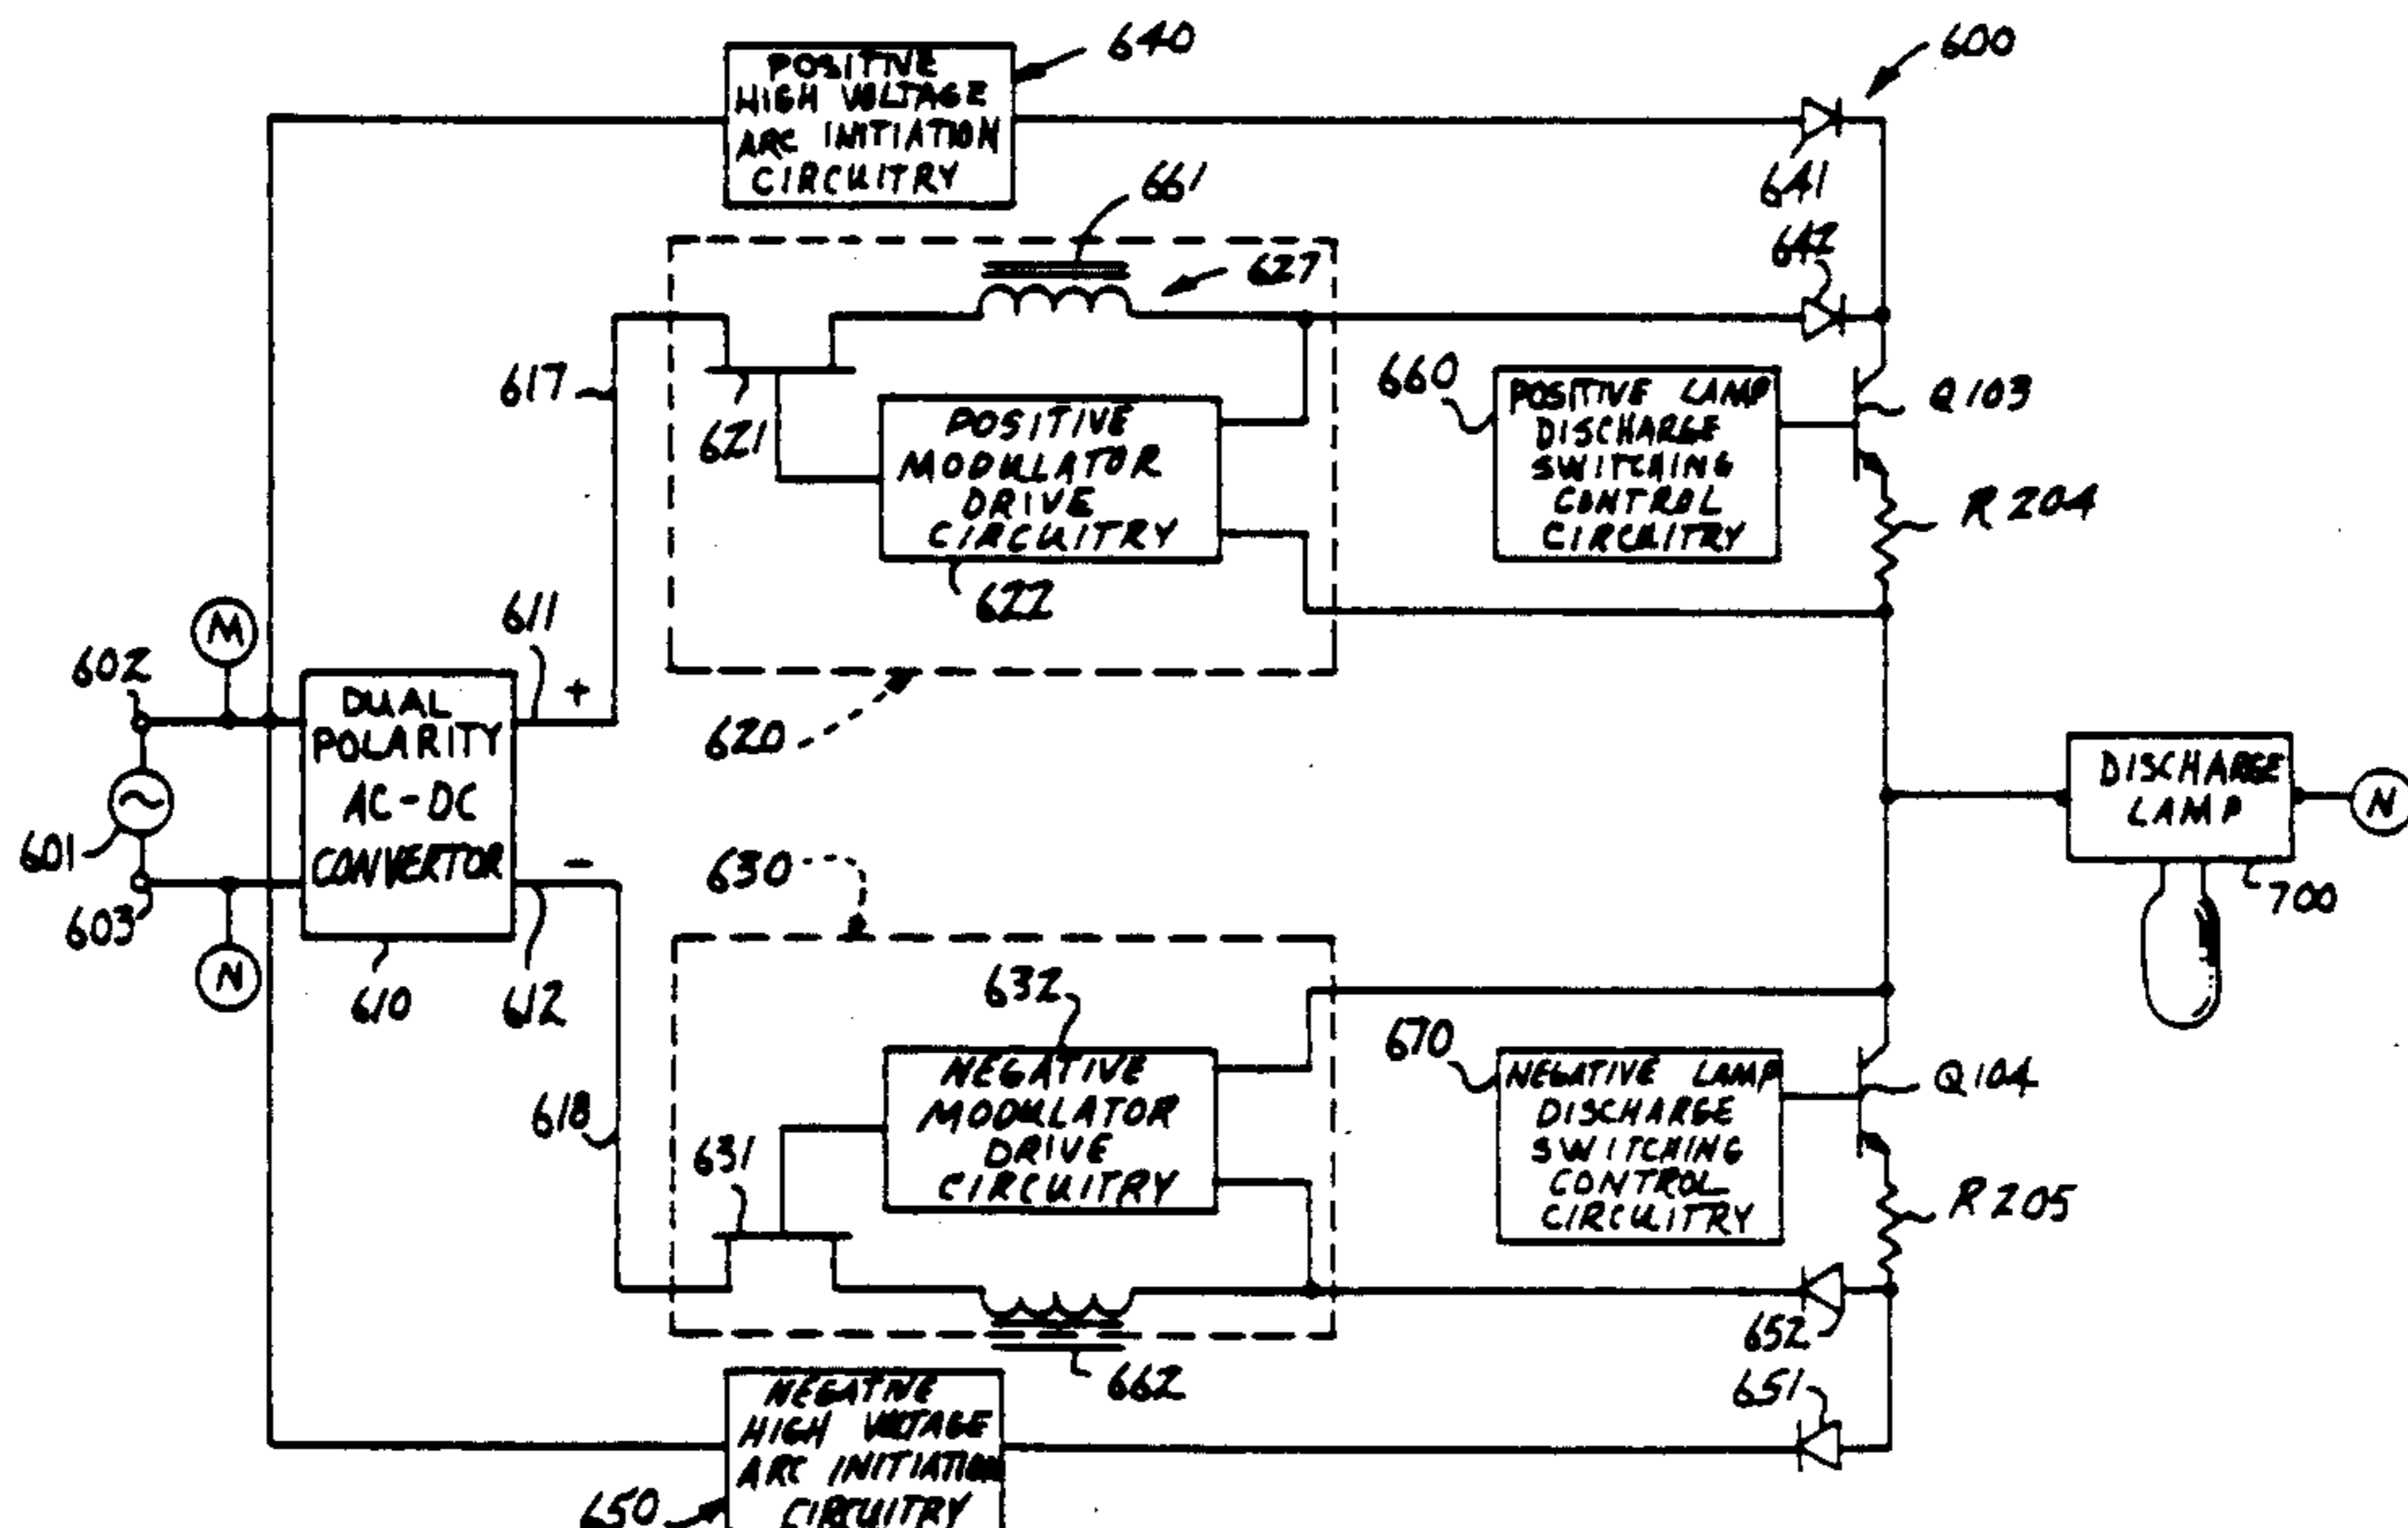 640
600
POSITIVE
HIGH VOLTAGE
ARC INITIATION
CIRCUITRY
661
641
642
627
617
621
POSITIVE
MODULATOR
DRIVE
CIRCUITRY
622
660
POSITIVE LAMP
DISCHARGE
SWITCHING
CONTROL
CIRCUITRY
Q103
R204
M
611
+
602
DUAL
POLARITY
AC-DC
CONVERTOR
620
601
603
N
610
-
612
630
DISCHARGE
LAMP
N
700
632
NEGATIVE
MODULATOR
DRIVE
CIRCUITRY
618
631
670
NEGATIVE LAMP
DISCHARGE
SWITCHING
CONTROL
CIRCUITRY
Q104
R205
652
662
651
NEGATIVE
HIGH VOLTAGE
ARC INITIATION
CIRCUITRY
650